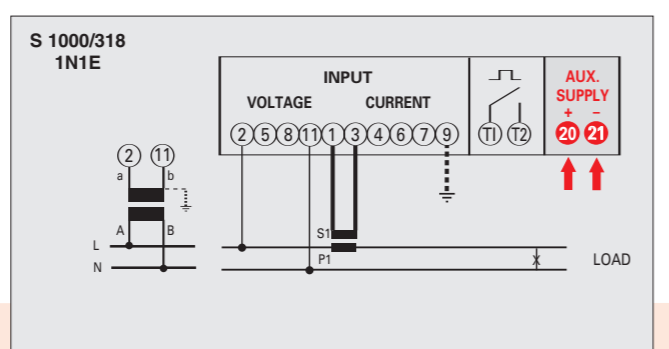 S 1000/318
1N1E
INPUT
VOLTAGE CURRENT
AUX.
SUPPLY
+ −
2 5 8 11 1 3 4 6 7 9
T1 T2
20 21
2 11
a b
A B
L
N
S1
P1
X
LOAD